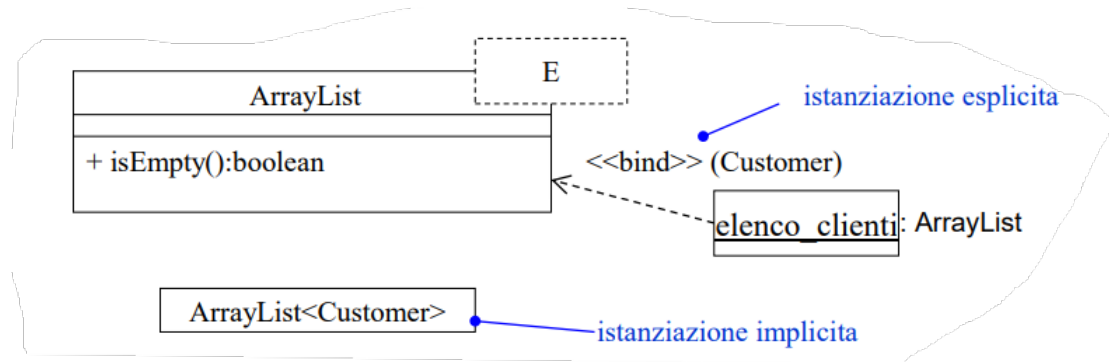 E
ArrayList
istanziazione esplicita
+ isEmpty():boolean
<<bind>> (Customer)
elenco_clienti: ArrayList
ArrayList<Customer>
istanziazione implicita